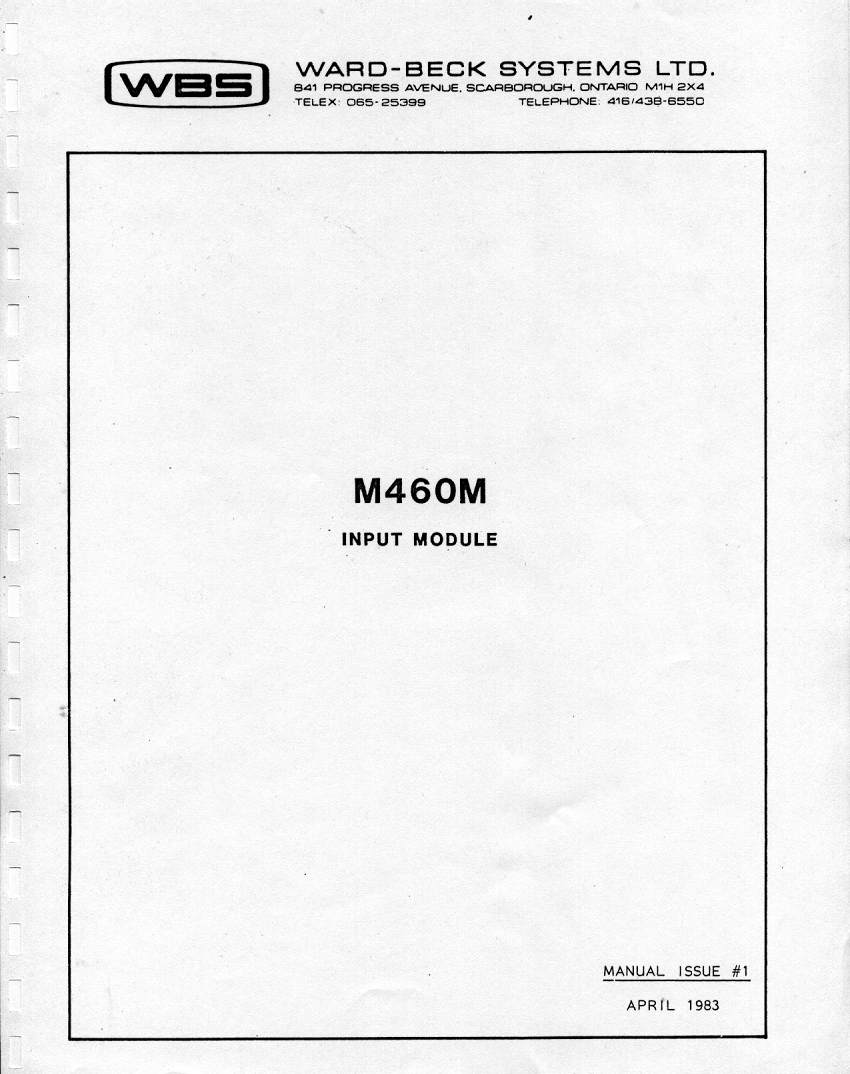 WBS
WARD-BECK SYSTEMS LTD.
841 PROGRESS AVENUE, SCARBOROUGH, ONTARIO M1H 2X4
TELEX: 065-25399 TELEPHONE: 416/438-6550
M460M
INPUT MODULE
MANUAL ISSUE #1
APRIL 1983